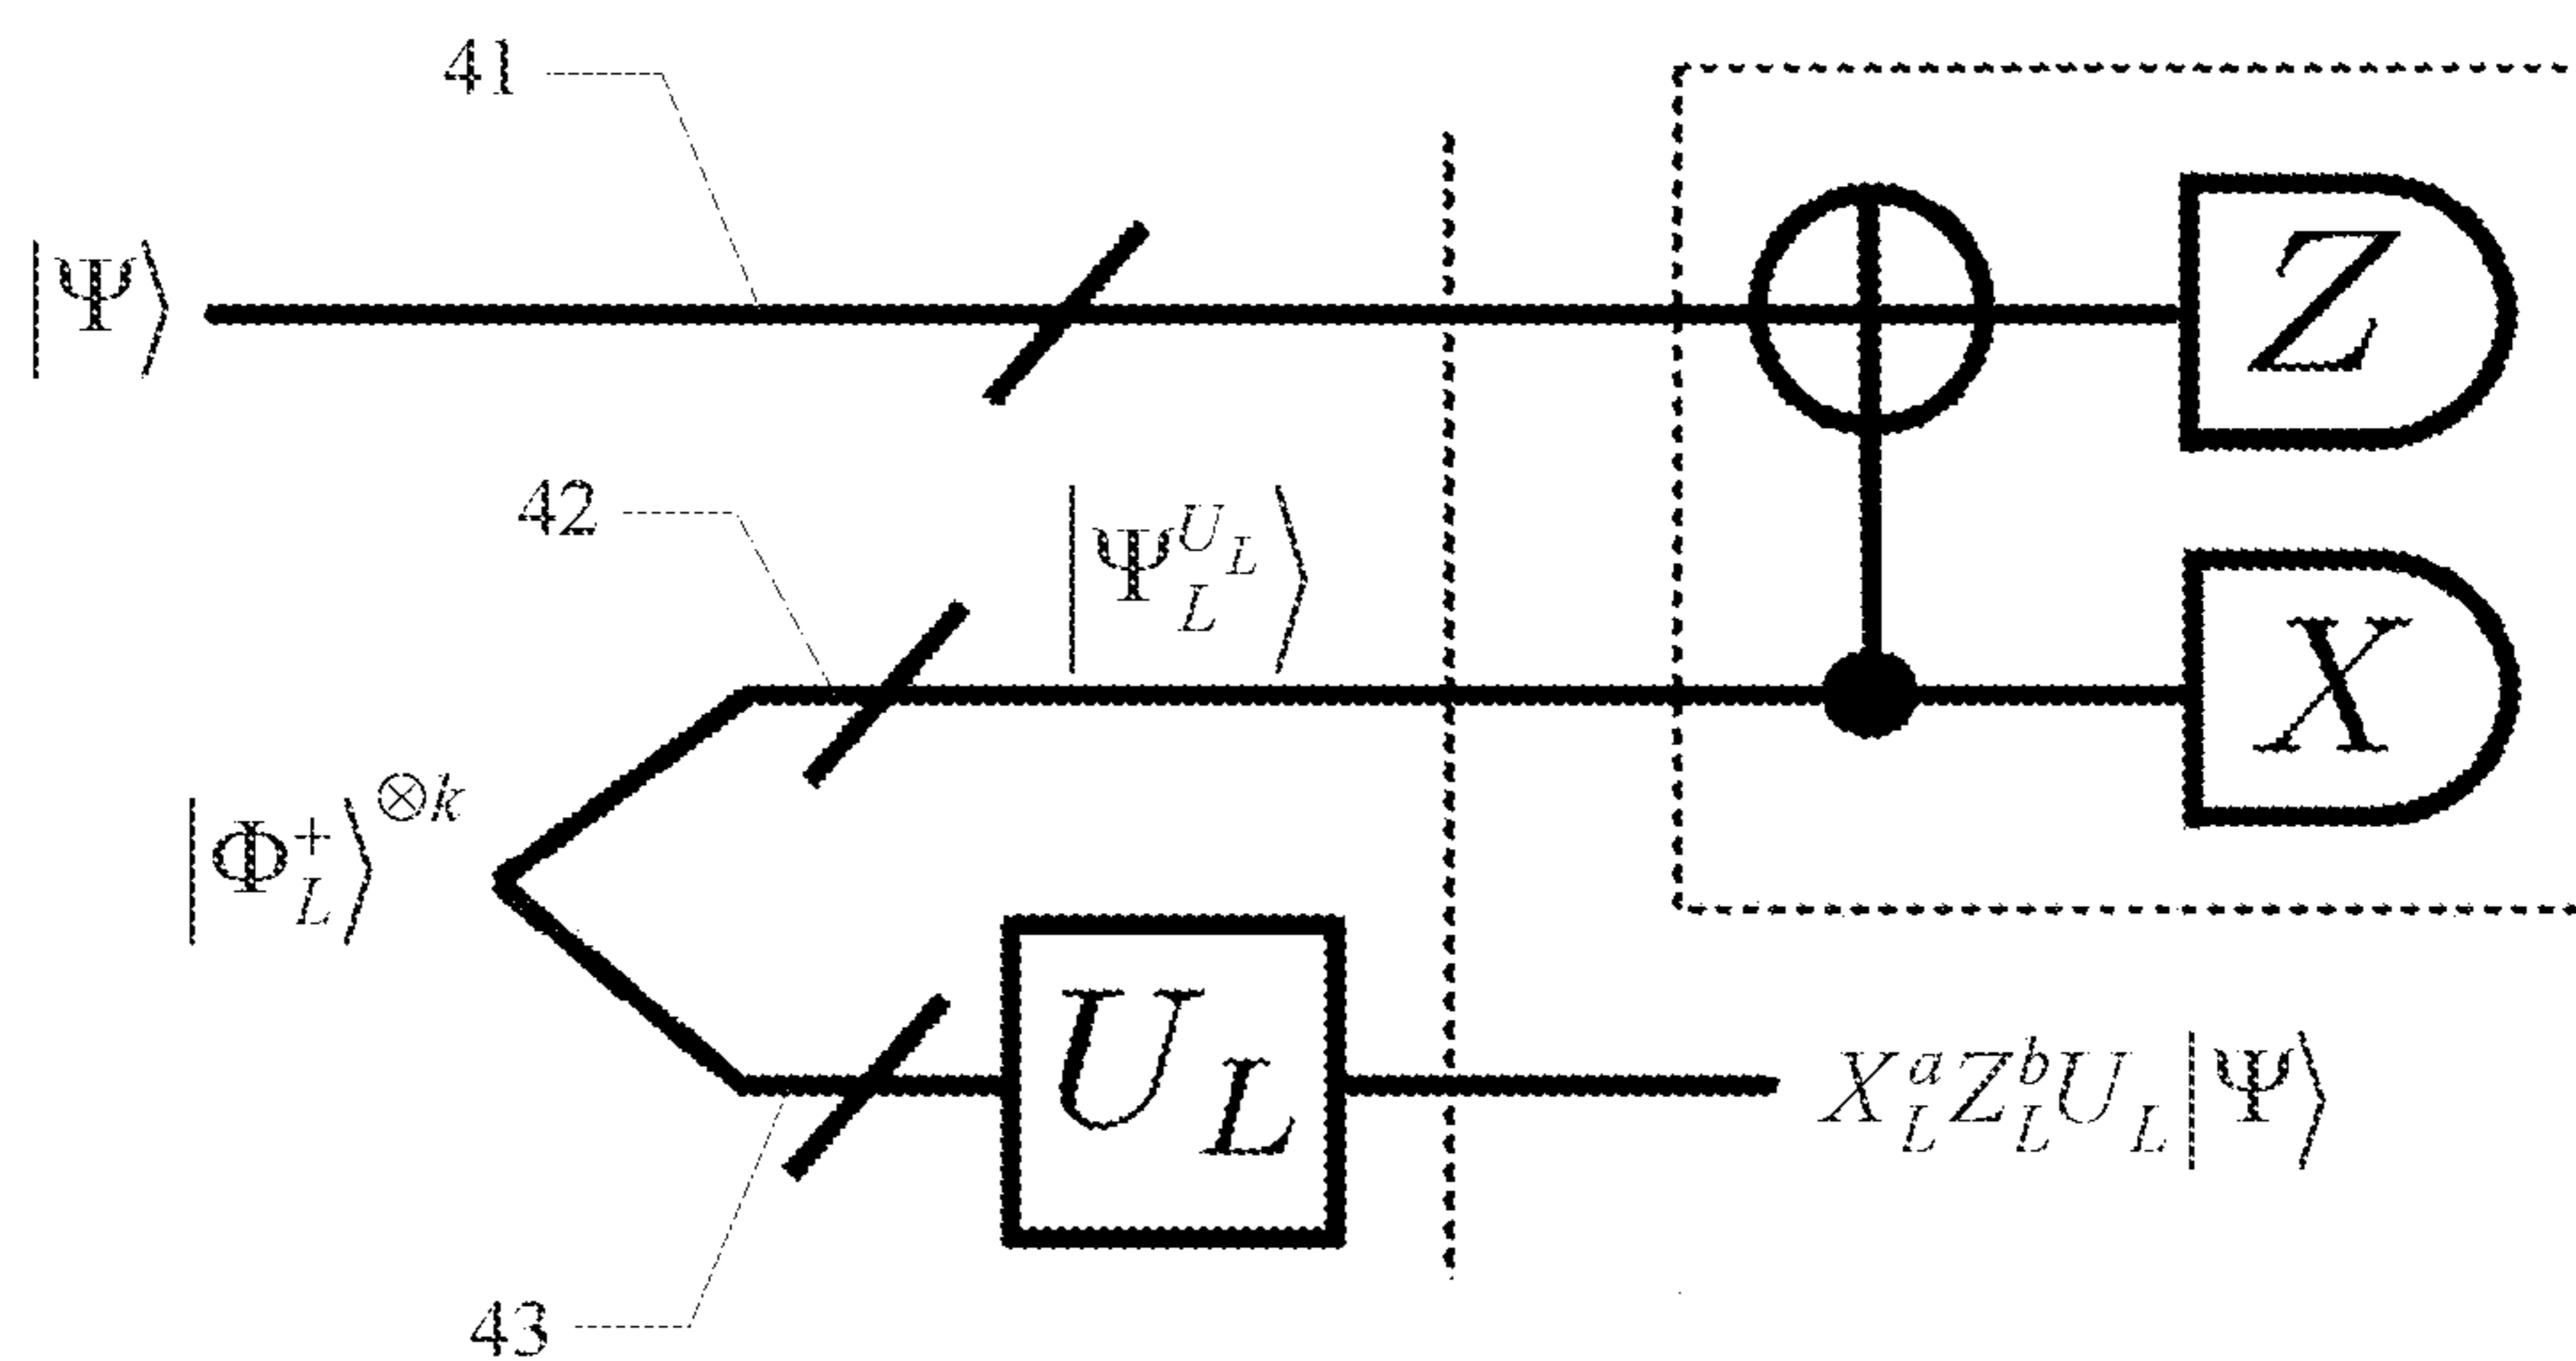 41
|Ψ⟩
Z
42
|Ψ_L^{U_L}⟩
X
|Φ_L^+⟩^{⊗k}
U_L
X_L^a Z_L^b U_L|Ψ⟩
43